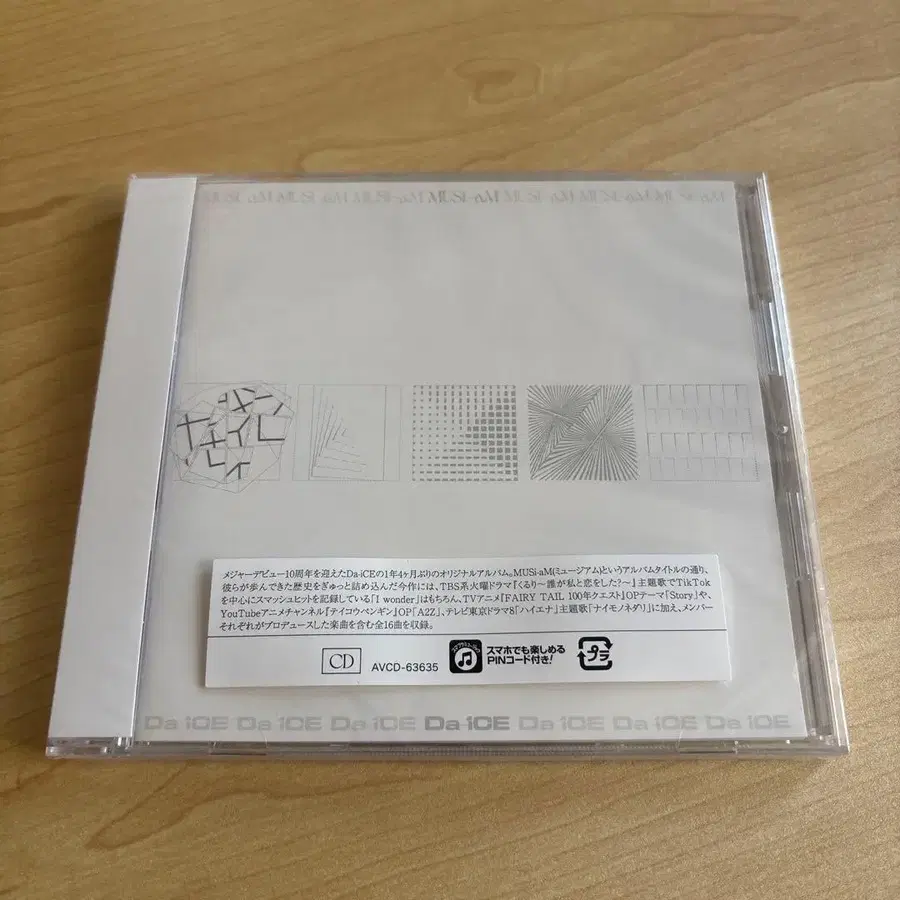 MUSi-aM MUSi-aM MUSi-aM MUSi-aM MUSi-aM MUSi-aM MUSi-aM
メジャーデビュー10周年を迎えたDa-iCEの1年4ヶ月ぶりのオリジナルアルバム。MUSi-aM(ミュージアム)というアルバムタイトルの通り、
彼らが歩んできた歴史をぎゅっと詰め込んだ今作には、TBS系火曜ドラマ『くるり～誰が私と恋をした?～』主題歌でTikTok
を中心にスマッシュヒットを記録している「I wonder」はもちろん、TVアニメ『FAIRY TAIL 100年クエスト』OPテーマ「Story」や、
YouTubeアニメチャンネル『テイコウペンギン』OP「A2Z」、テレビ東京ドラマ8「ハイエナ」主題歌「ナイモノネダリ」に加え、メンバー
それぞれがプロデュースした楽曲を含む全16曲を収録。
CD AVCD-63635 スマホでも楽しめる
PINコード付き! プラ
Da-iCE Da-iCE Da-iCE Da-iCE Da-iCE Da-iCE Da-iCE